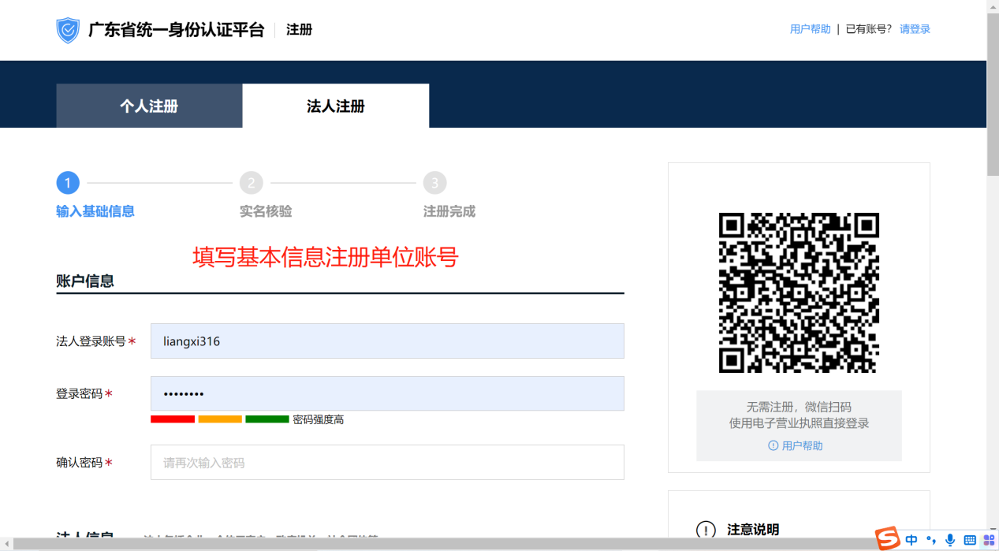 广东省统一身份认证平台 注册
用户帮助 | 已有账号? 请登录
个人注册 法人注册
1 2 3
输入基础信息 实名核验 注册完成
填写基本信息注册单位账号
账户信息
法人登录账号* liangxi316
登录密码* ••••••••
密码强度高
确认密码* 请再次输入密码
法人信息
无需注册，微信扫码
使用电子营业执照直接登录
用户帮助
注意说明
中